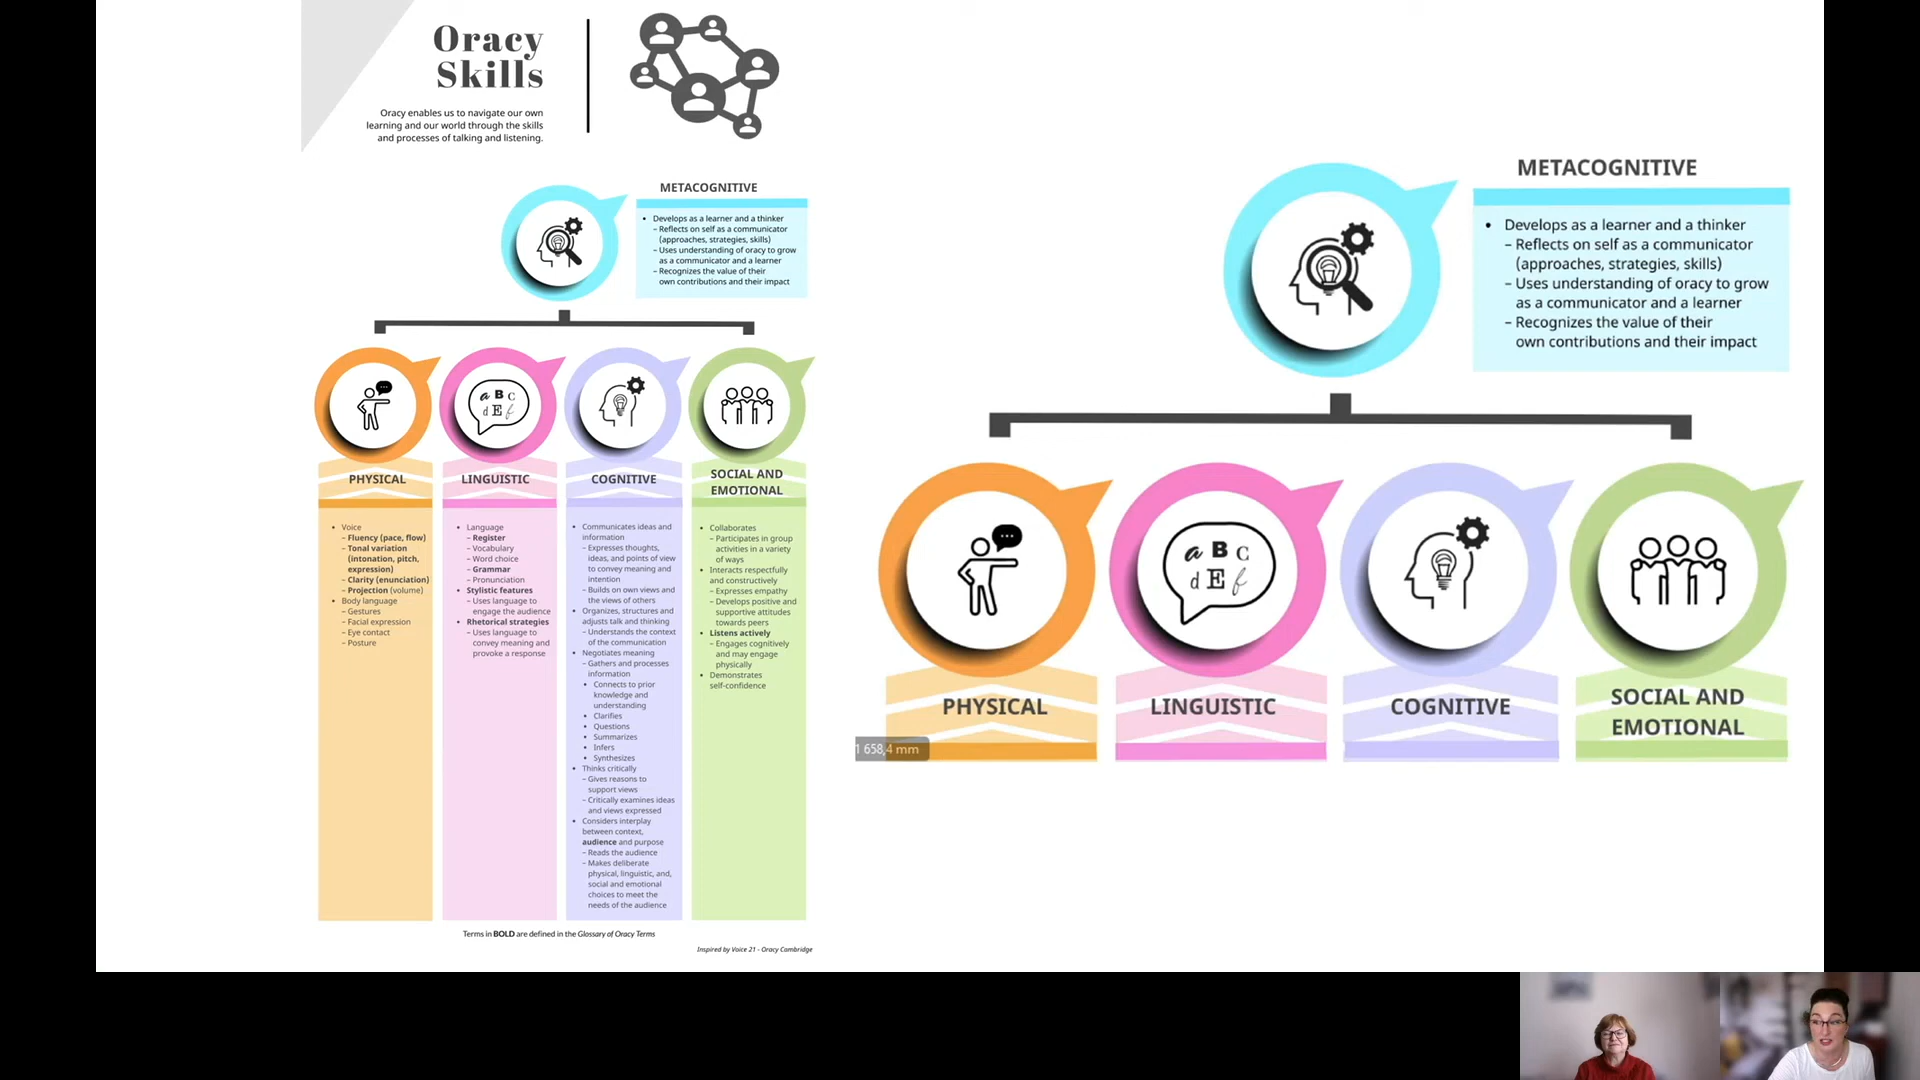 Oracy
Skills
Oracy enables us to navigate our own
learning and our world through the skills
and processes of talking and listening.
METACOGNITIVE
• Develops as a learner and a thinker
– Reflects on self as a communicator
(approaches, strategies, skills)
– Uses understanding of oracy to grow
as a communicator and a learner
– Recognizes the value of their
own contributions and their impact
a B C
d E f
PHYSICAL
• Voice
– Fluency (pace, flow)
– Tonal variation
(intonation, pitch,
expression)
– Clarity (enunciation)
– Projection (volume)
• Body language
– Gestures
– Facial expression
– Eye contact
– Posture
LINGUISTIC
• Language
– Register
– Vocabulary
– Word choice
– Grammar
– Pronunciation
• Stylistic features
– Uses language to
engage the audience
• Rhetorical strategies
– Uses language to
convey meaning and
provoke a response
COGNITIVE
• Communicates ideas and
information
– Expresses thoughts,
ideas, and points of view
to convey meaning and
intention
– Builds on own views and
the views of others
• Organizes, structures and
adjusts talk and thinking
– Understands the context
of the communication
• Negotiates meaning
– Gathers and processes
information
• Connects to prior
knowledge and
understanding
• Clarifies
• Questions
• Summarizes
• Infers
• Synthesizes
• Thinks critically
– Gives reasons to
support views
– Critically examines ideas
and views expressed
• Considers interplay
between context,
audience and purpose
– Reads the audience
– Makes deliberate
physical, linguistic, and,
social and emotional
choices to meet the
needs of the audience
SOCIAL AND
EMOTIONAL
• Collaborates
– Participates in group
activities in a variety
of ways
• Interacts respectfully
and constructively
– Expresses empathy
– Develops positive and
supportive attitudes
towards peers
• Listens actively
– Engages cognitively
and may engage
physically
• Demonstrates
self-confidence
Terms in BOLD are defined in the Glossary of Oracy Terms
Inspired by Voice 21 - Oracy Cambridge
METACOGNITIVE
• Develops as a learner and a thinker
– Reflects on self as a communicator
(approaches, strategies, skills)
– Uses understanding of oracy to grow
as a communicator and a learner
– Recognizes the value of their
own contributions and their impact
a B C
d E f
PHYSICAL
LINGUISTIC
COGNITIVE
SOCIAL AND
EMOTIONAL
1 658,4 mm